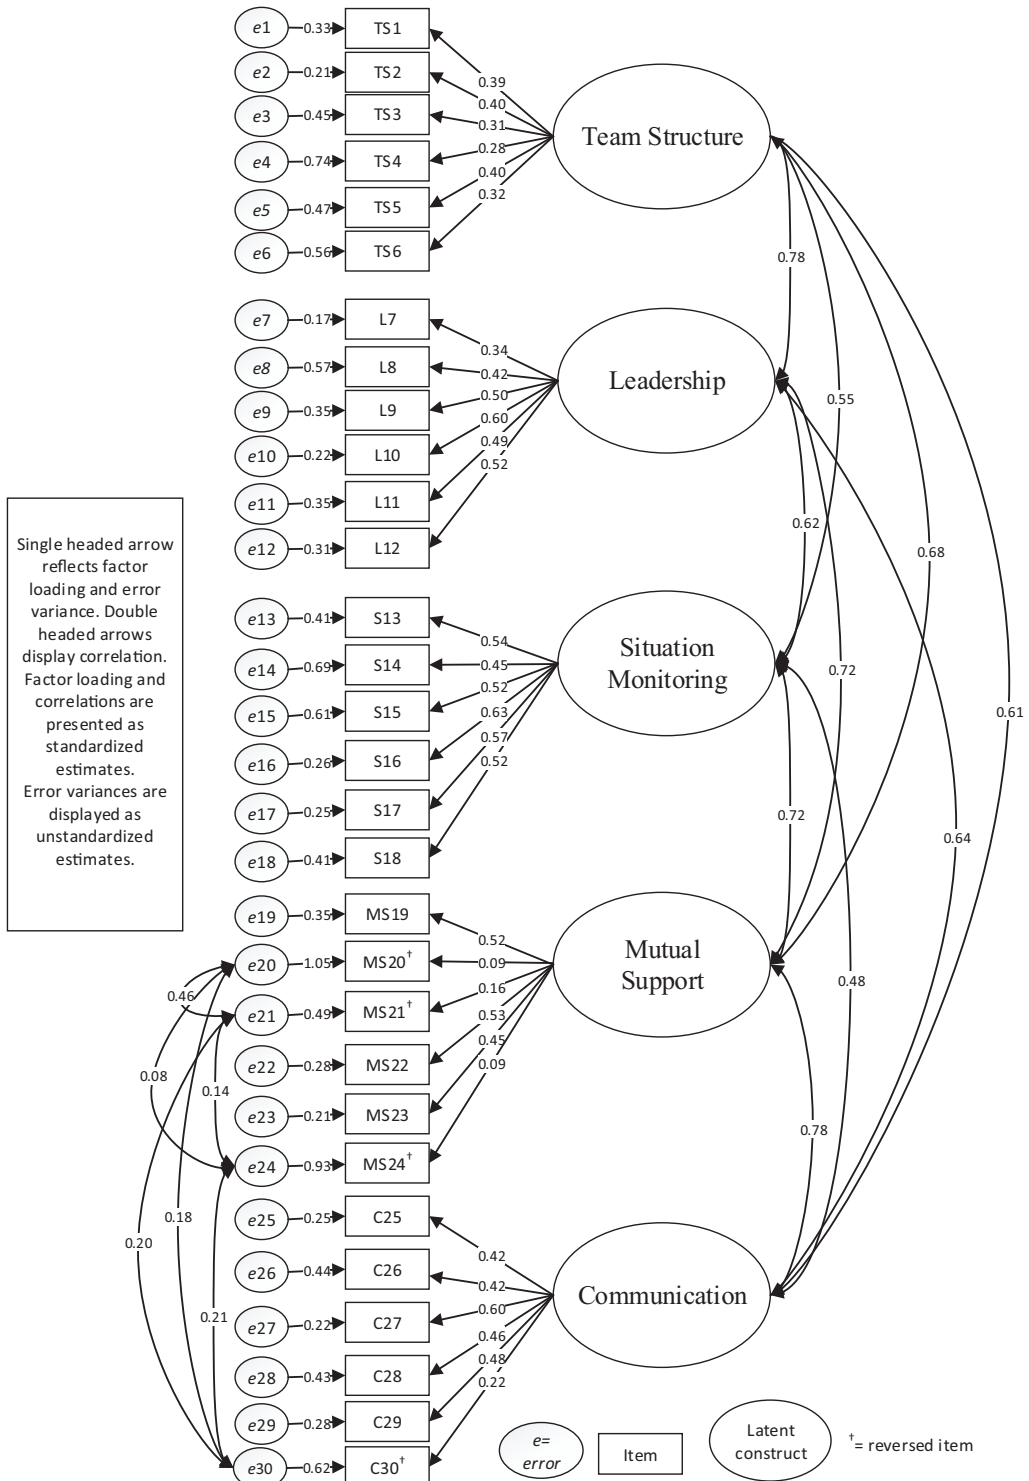 e1 0.33 TS1
e2 0.21 TS2
e3 0.45 TS3
e4 0.74 TS4
e5 0.47 TS5
e6 0.56 TS6
0.39
0.40
0.31
0.28
0.40
0.32
Team Structure
0.78
e7 0.17 L7
e8 0.57 L8
e9 0.35 L9
e10 0.22 L10
e11 0.35 L11
e12 0.31 L12
0.34
0.42
0.50
0.60
0.49
0.52
Leadership
0.55
0.62
0.68
0.72
0.61
Single headed arrow
reflects factor
loading and error
variance. Double
headed arrows
display correlation.
Factor loading and
correlations are
presented as
standardized
estimates.
Error variances are
displayed as
unstandardized
estimates.
e13 0.41 S13
e14 0.69 S14
e15 0.61 S15
e16 0.26 S16
e17 0.25 S17
e18 0.41 S18
0.54
0.45
0.52
0.63
0.57
0.52
Situation
Monitoring
0.72
0.64
e19 0.35 MS19
e20 1.05 MS20†
e21 0.49 MS21†
e22 0.28 MS22
e23 0.21 MS23
e24 0.93 MS24†
0.52
0.09
0.16
0.53
0.45
0.09
Mutual
Support
0.48
0.78
0.46
0.08
0.14
0.18
0.20
0.21
e25 0.25 C25
e26 0.44 C26
e27 0.22 C27
e28 0.43 C28
e29 0.28 C29
e30 0.62 C30†
0.42
0.42
0.60
0.46
0.48
0.22
Communication
e=
error
Item
Latent
construct
†= reversed item